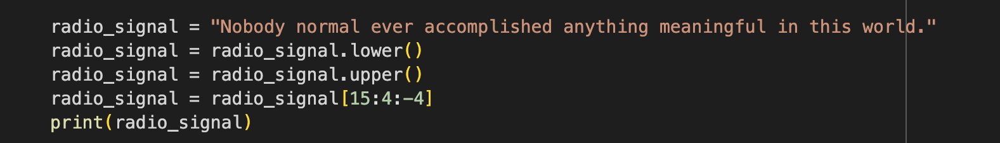 radio_signal = "Nobody normal ever accomplished anything meaningful in this world."
radio_signal = radio_signal.lower()
radio_signal = radio_signal.upper()
radio_signal = radio_signal[15:4:-4]
print(radio_signal)